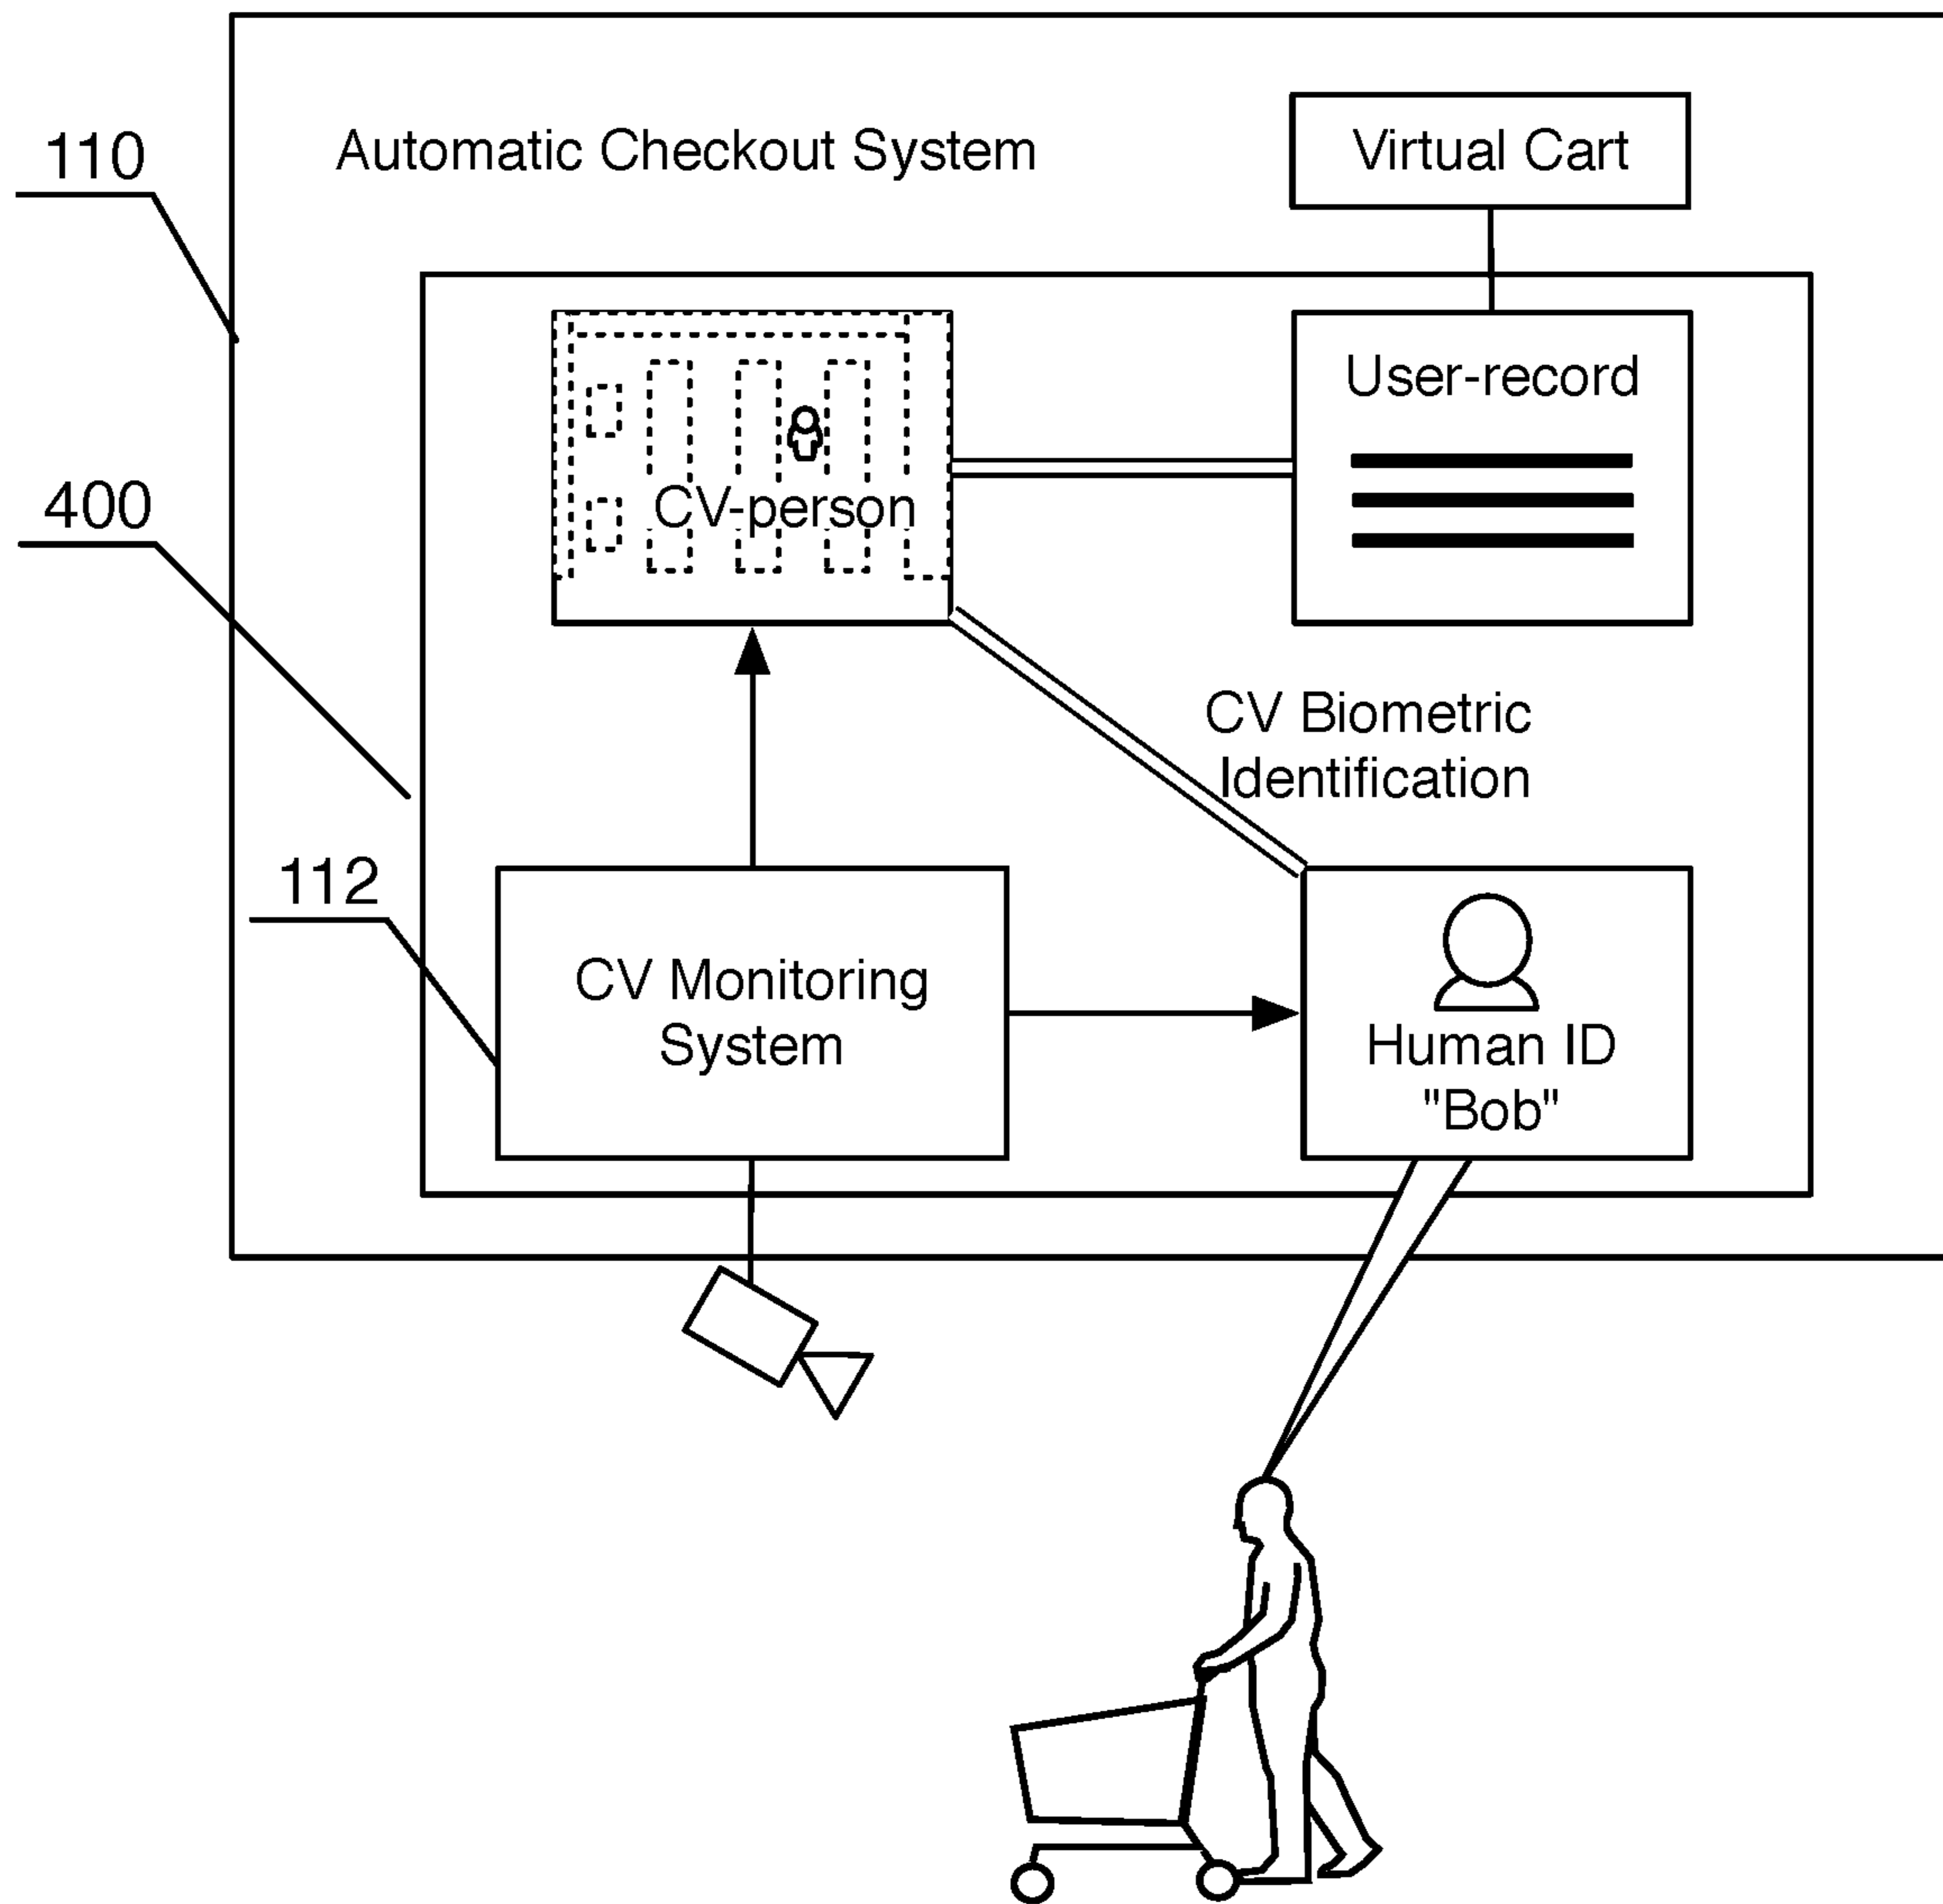 110
Automatic Checkout System
Virtual Cart
User-record
400
CV-person
CV Biometric
Identification
112
CV Monitoring
System
Human ID
"Bob"